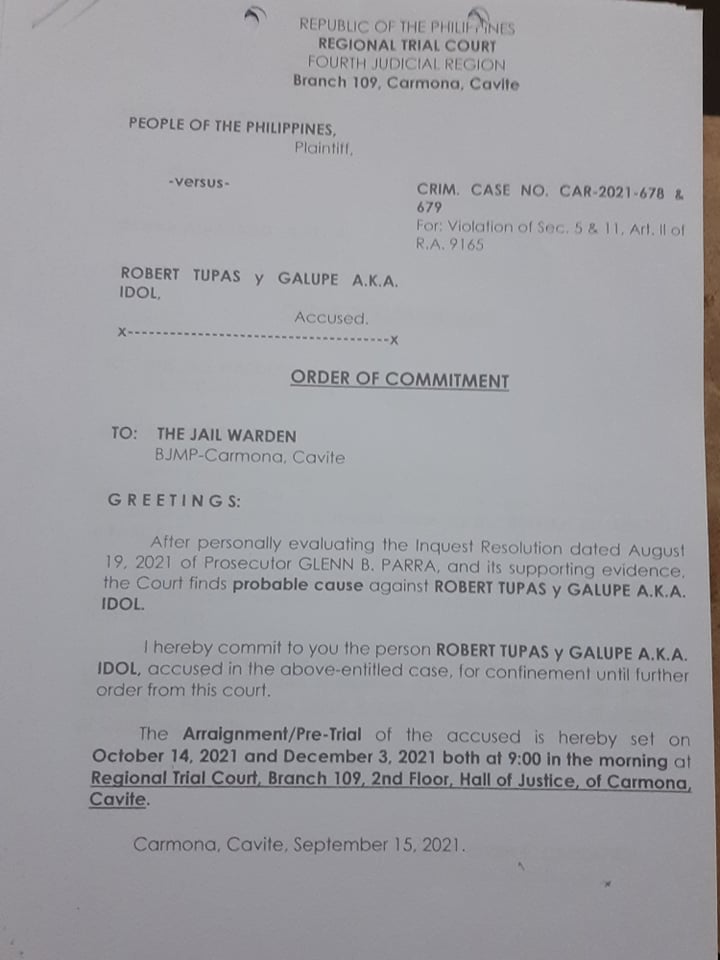 REPUBLIC OF THE PHILIPPINES
REGIONAL TRIAL COURT
FOURTH JUDICIAL REGION
Branch 109, Carmona, Cavite
PEOPLE OF THE PHILIPPINES,
Plaintiff,
-versus-
CRIM. CASE NO. CAR-2021-678 &
679
For: Violation of Sec. 5 & 11, Art. II of
R.A. 9165
ROBERT TUPAS y GALUPE A.K.A.
IDOL,
Accused.
x------------------------------------x
ORDER OF COMMITMENT
TO: THE JAIL WARDEN
BJMP-Carmona, Cavite
G R E E T I N G S:
After personally evaluating the Inquest Resolution dated August
19, 2021 of Prosecutor GLENN B. PARRA, and its supporting evidence,
the Court finds probable cause against ROBERT TUPAS y GALUPE A.K.A.
IDOL.
I hereby commit to you the person ROBERT TUPAS y GALUPE A.K.A.
IDOL, accused in the above-entitled case, for confinement until further
order from this court.
The Arraignment/Pre-Trial of the accused is hereby set on
October 14, 2021 and December 3, 2021 both at 9:00 in the morning at
Regional Trial Court, Branch 109, 2nd Floor, Hall of Justice, of Carmona,
Cavite.
Carmona, Cavite, September 15, 2021.